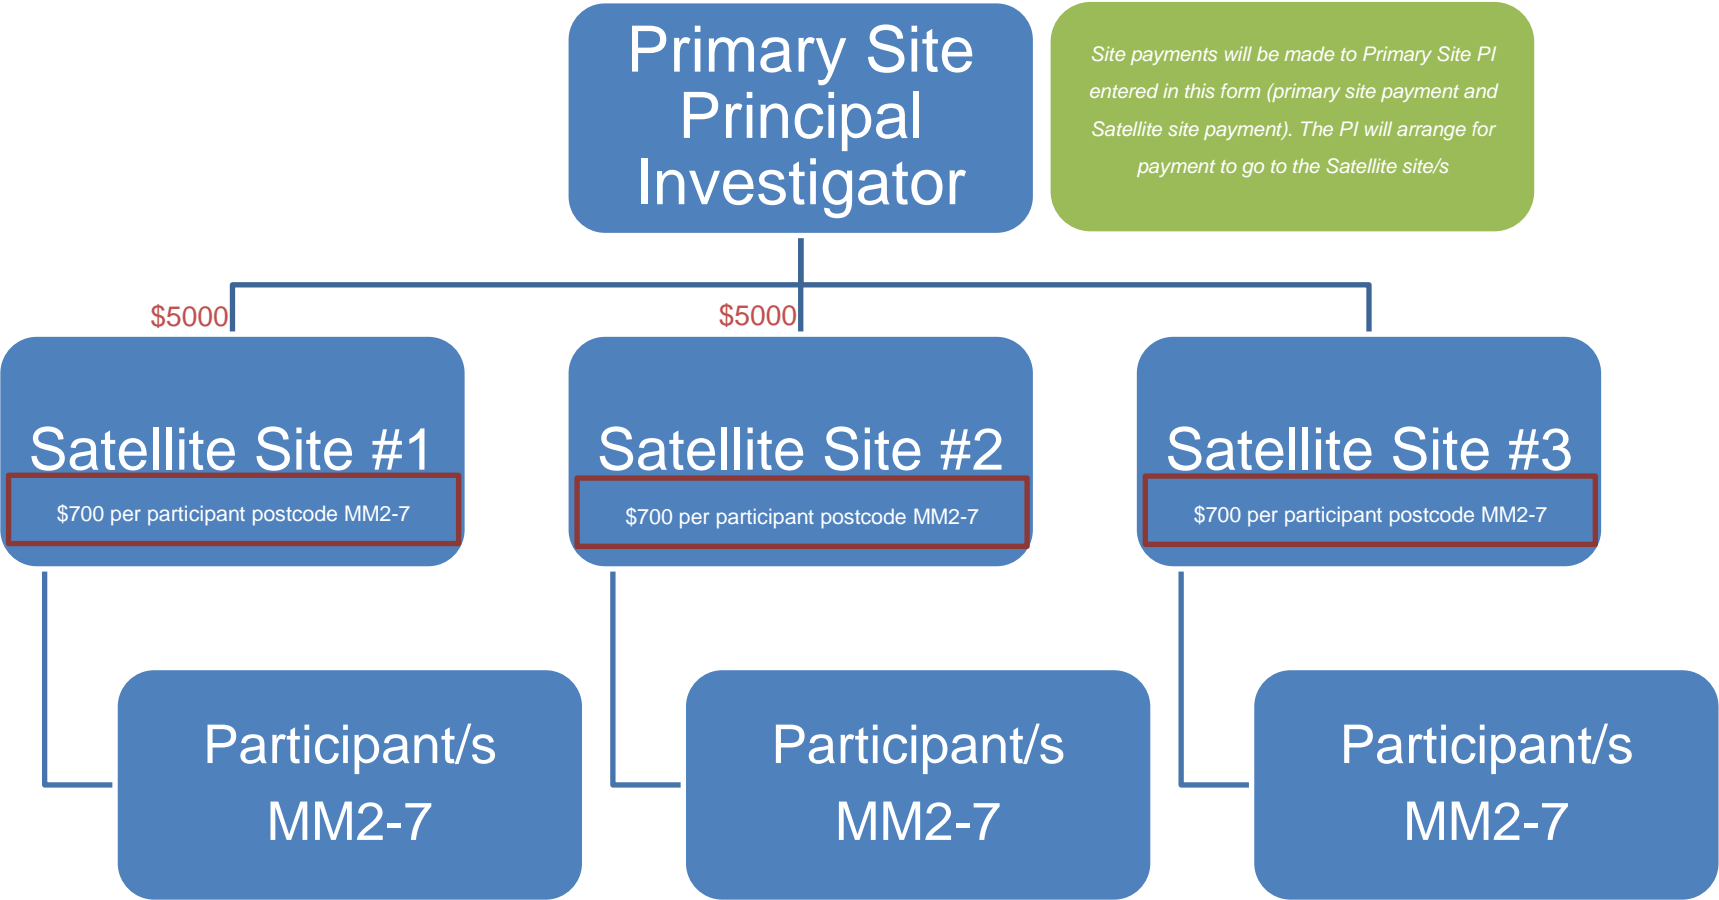 Primary Site
Principal
Investigator
Site payments will be made to Primary Site PI
entered in this form (primary site payment and
Satellite site payment). The PI will arrange for
payment to go to the Satellite site/s
$5000
$5000
Satellite Site #1
$700 per participant postcode MM2-7
Satellite Site #2
$700 per participant postcode MM2-7
Satellite Site #3
$700 per participant postcode MM2-7
Participant/s
MM2-7
Participant/s
MM2-7
Participant/s
MM2-7